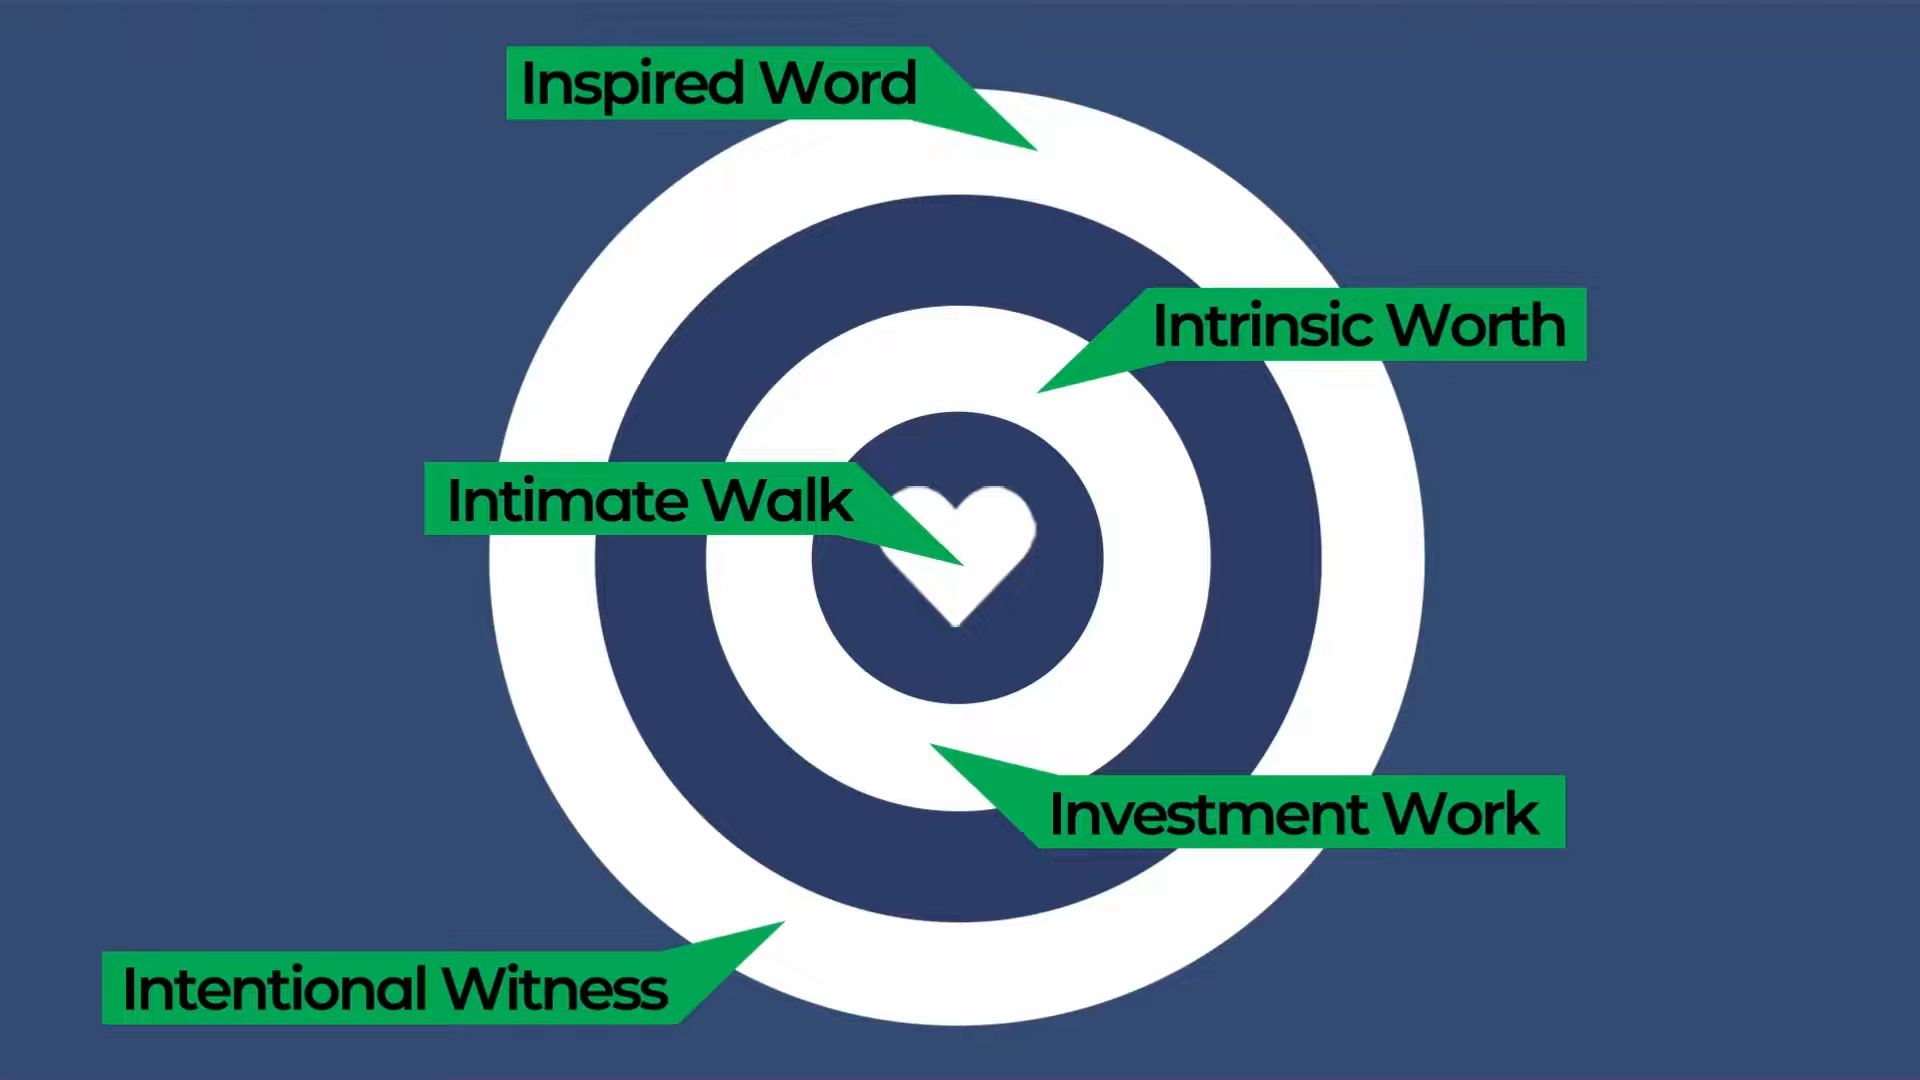 Inspired Word
Intrinsic Worth
Intimate Walk
Investment Work
Intentional Witness